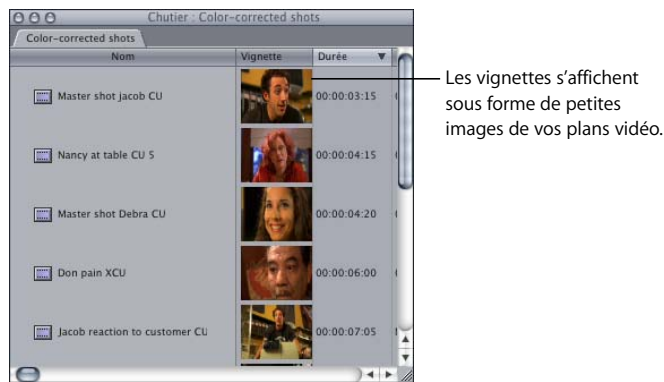 Chutier : Color-corrected shots
Color-corrected shots
Nom Vignette Durée
Master shot jacob CU 00:00:03:15
Nancy at table CU 5 00:00:04:15
Master shot Debra CU 00:00:04:20
Don pain XCU 00:00:06:00
Jacob reaction to customer CU 00:00:07:05
Les vignettes s’affichent
sous forme de petites
images de vos plans vidéo.